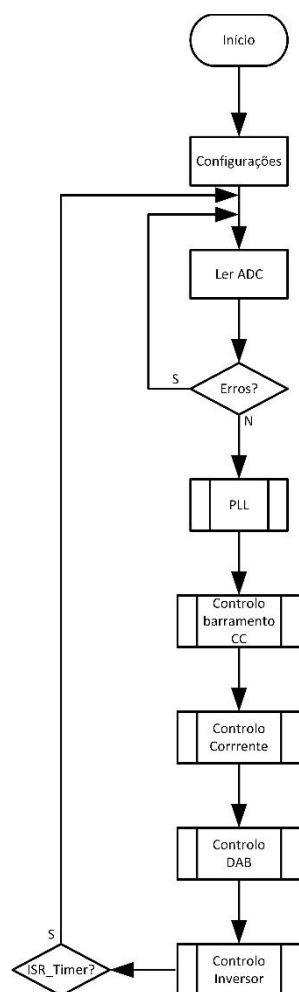 Início
Configurações
Ler ADC
S
Erros?
N
PLL
Controlo
barramento
CC
Controlo
Corrrente
Controlo
DAB
S
ISR_Timer?
Controlo
Inversor